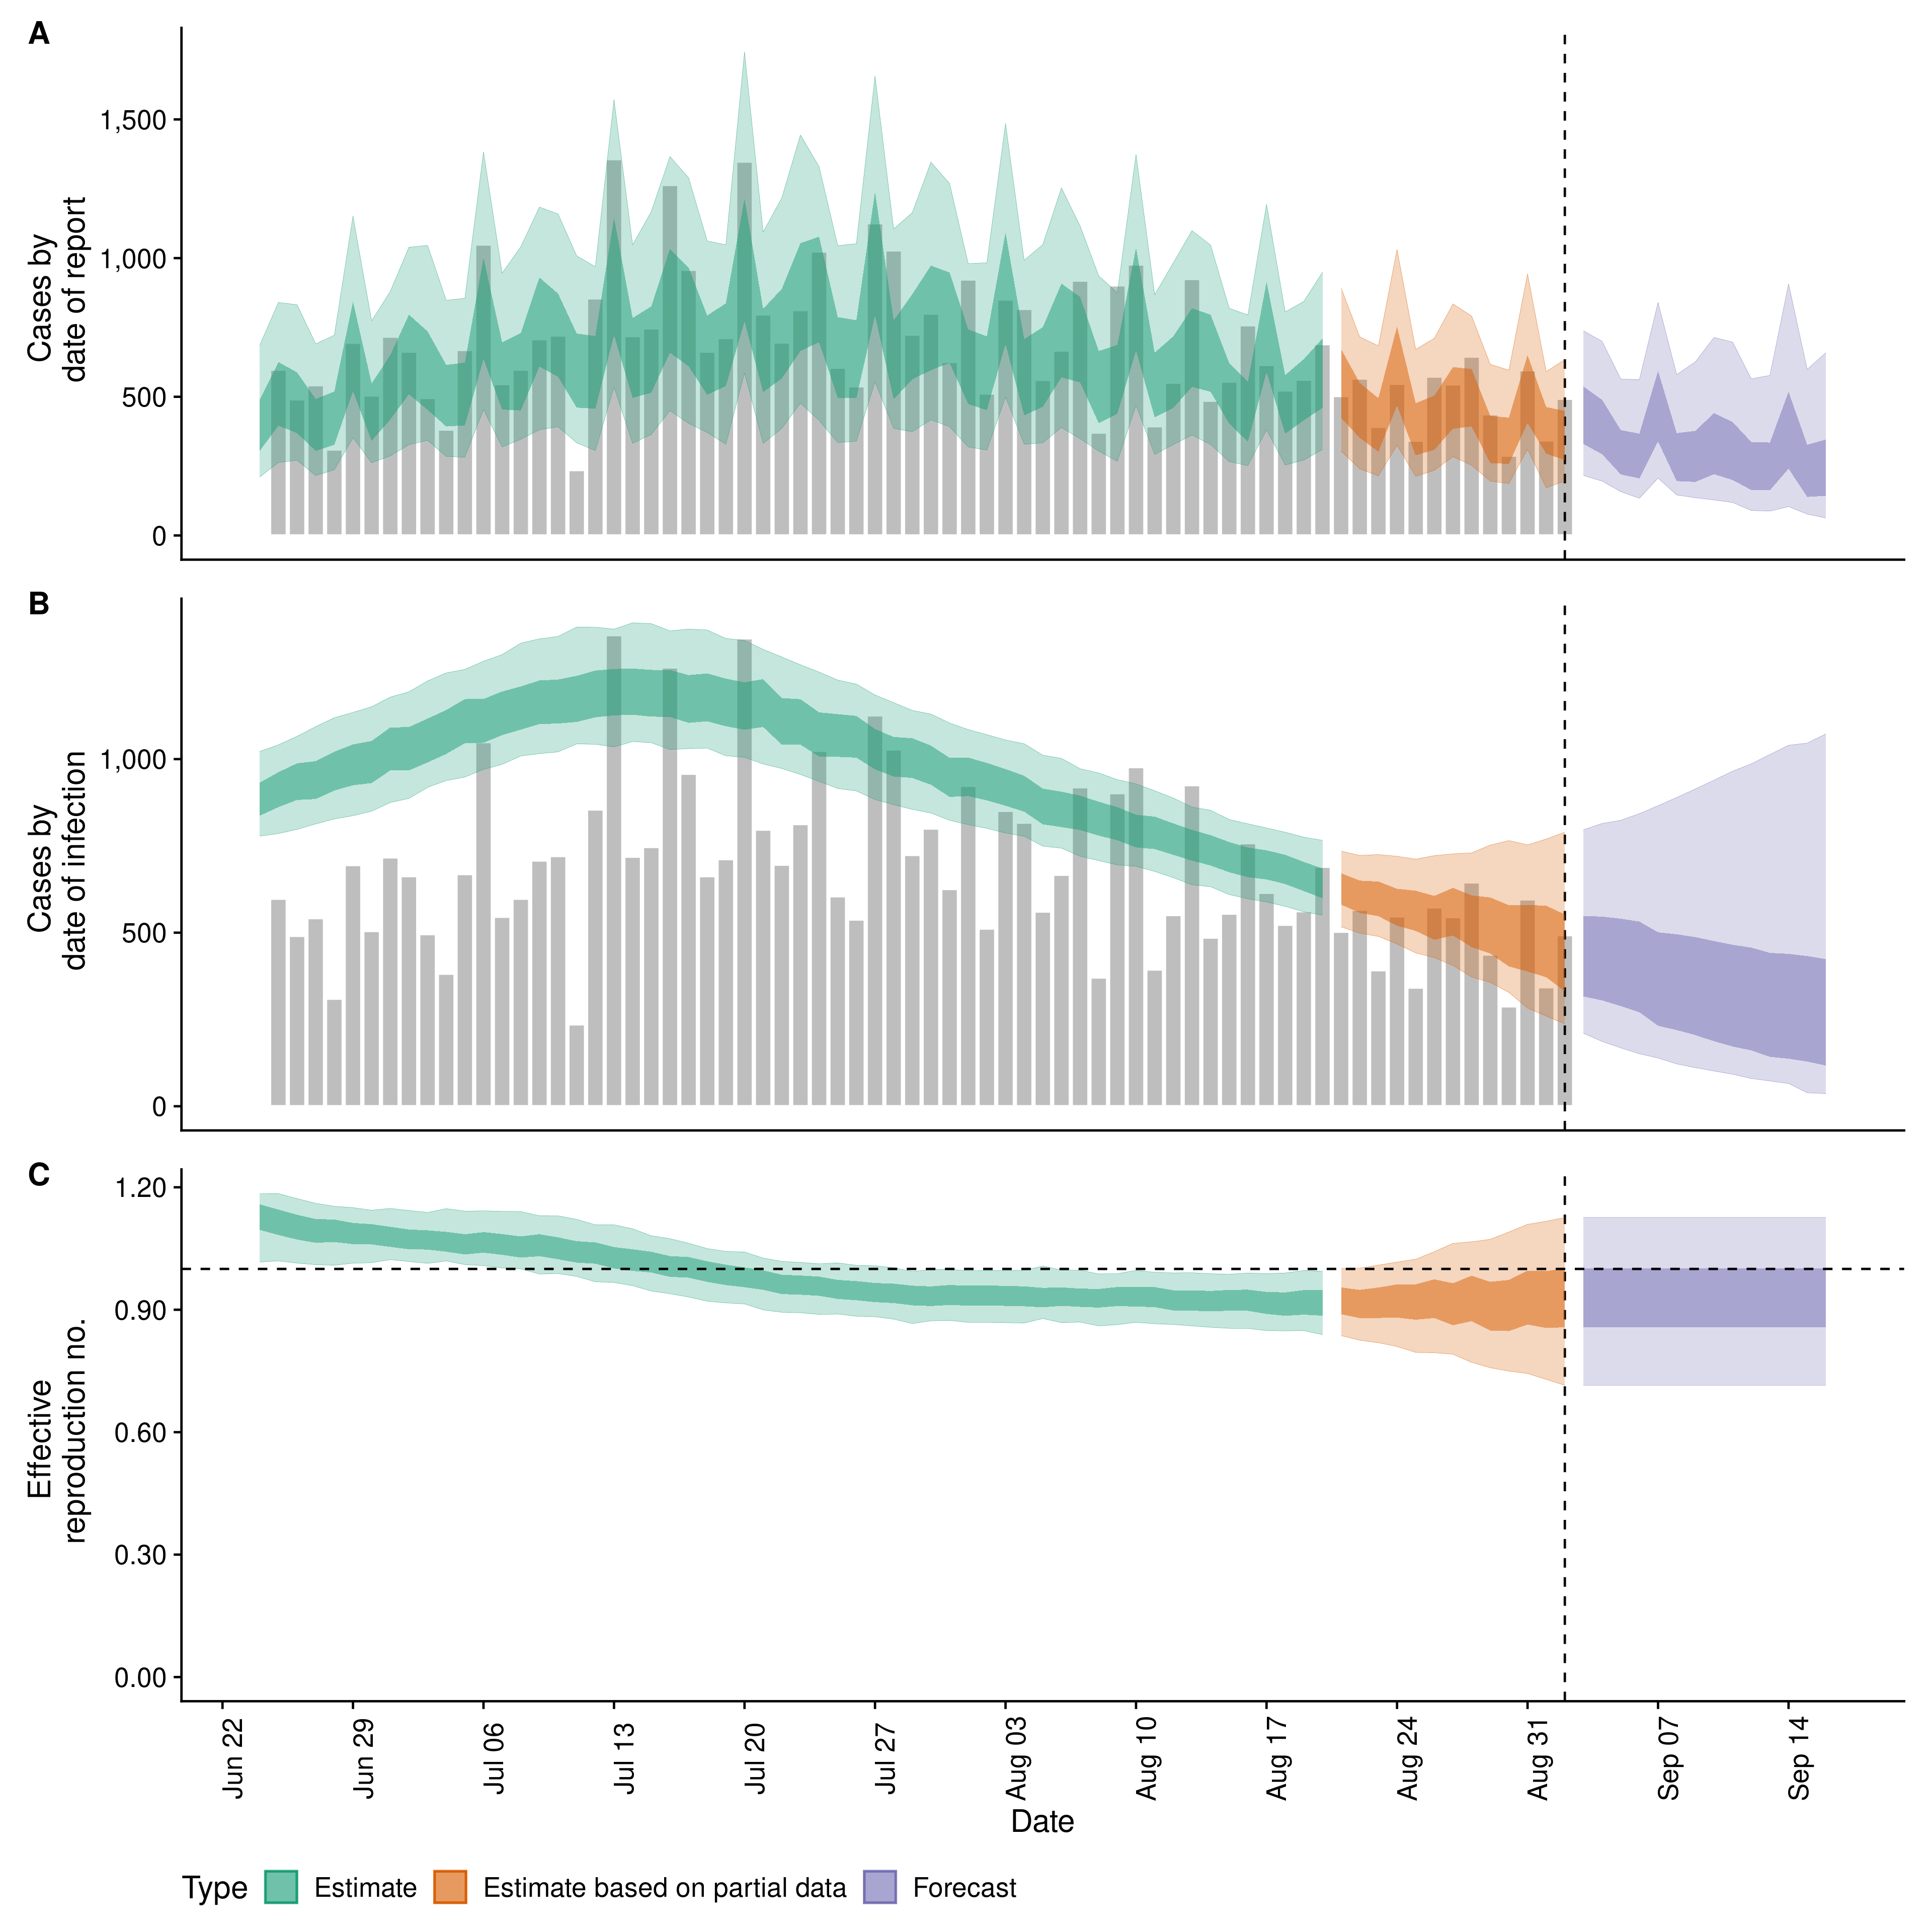 A
Cases by
date of report
1,500
1,000
500
0
B
Cases by
date of infection
1,000
500
0
C
Effective
reproduction no.
1.20
0.90
0.60
0.30
0.00
Jun 22
Jun 29
Jul 06
Jul 13
Jul 20
Jul 27
Aug 03
Aug 10
Aug 17
Aug 24
Aug 31
Sep 07
Sep 14
Date
Type Estimate Estimate based on partial data Forecast